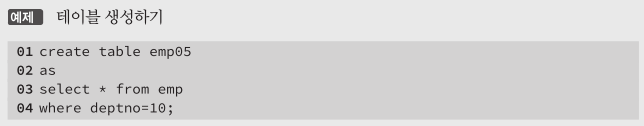 예제 테이블 생성하기
01 create table emp05
02 as
03 select * from emp
04 where deptno=10;